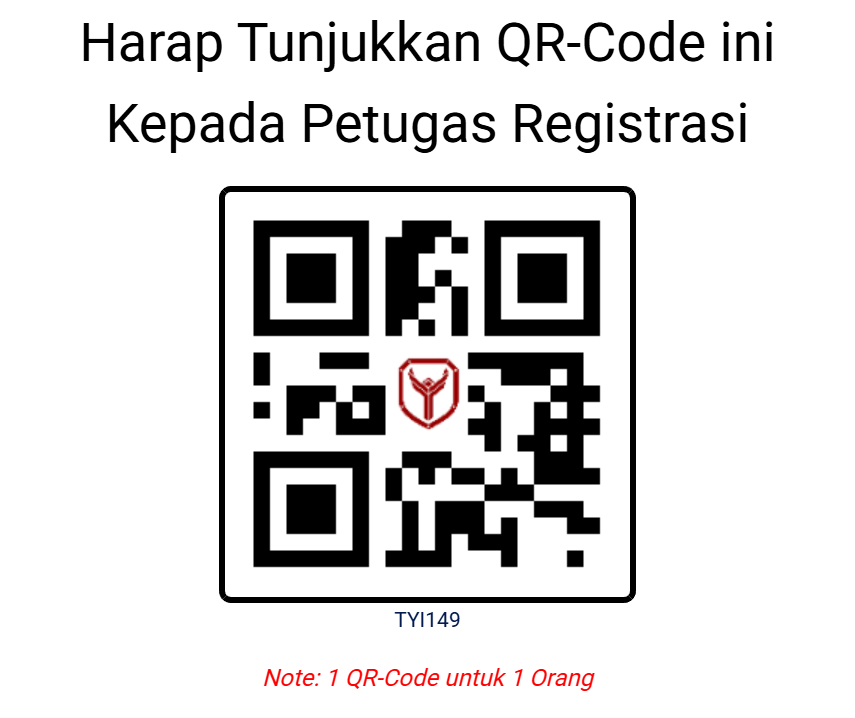 Harap Tunjukkan QR-Code ini
Kepada Petugas Registrasi
TYI149
Note: 1 QR-Code untuk 1 Orang